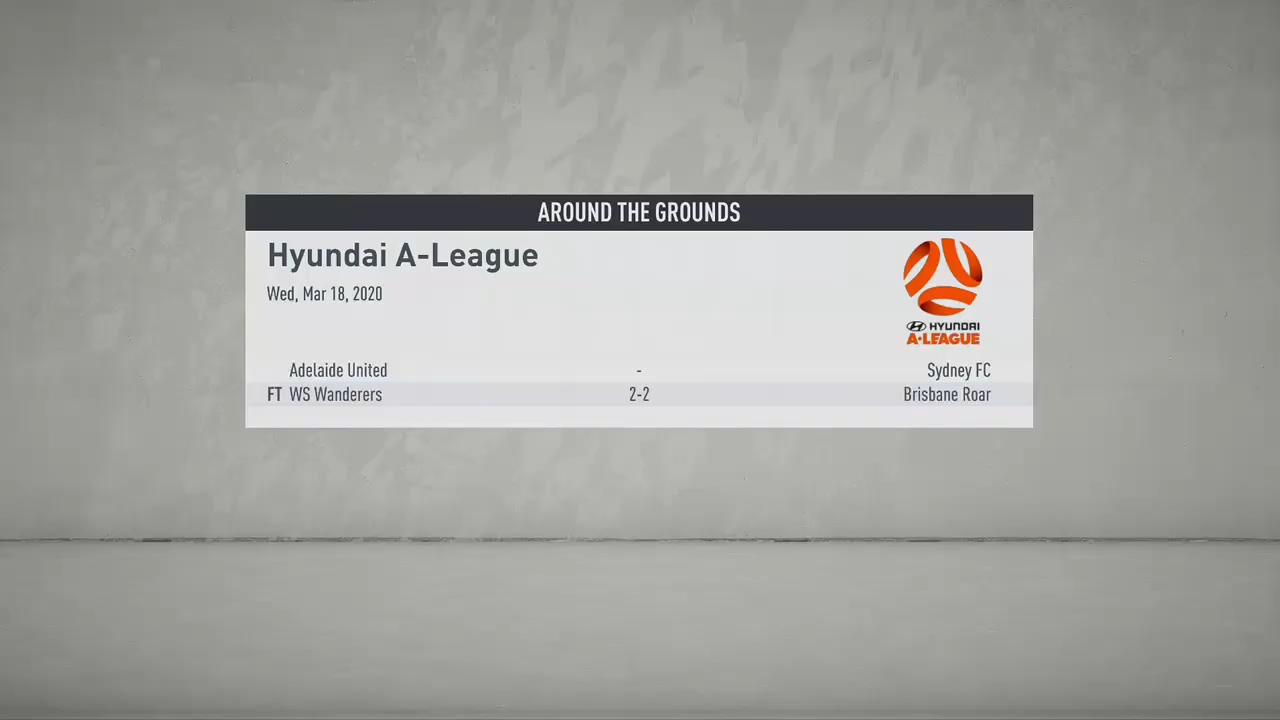 AROUND THE GROUNDS
Hyundai A-League
Wed, Mar 18, 2020
HYUNDAI
A-LEAGUE
Adelaide United - Sydney FC
FT WS Wanderers 2-2 Brisbane Roar